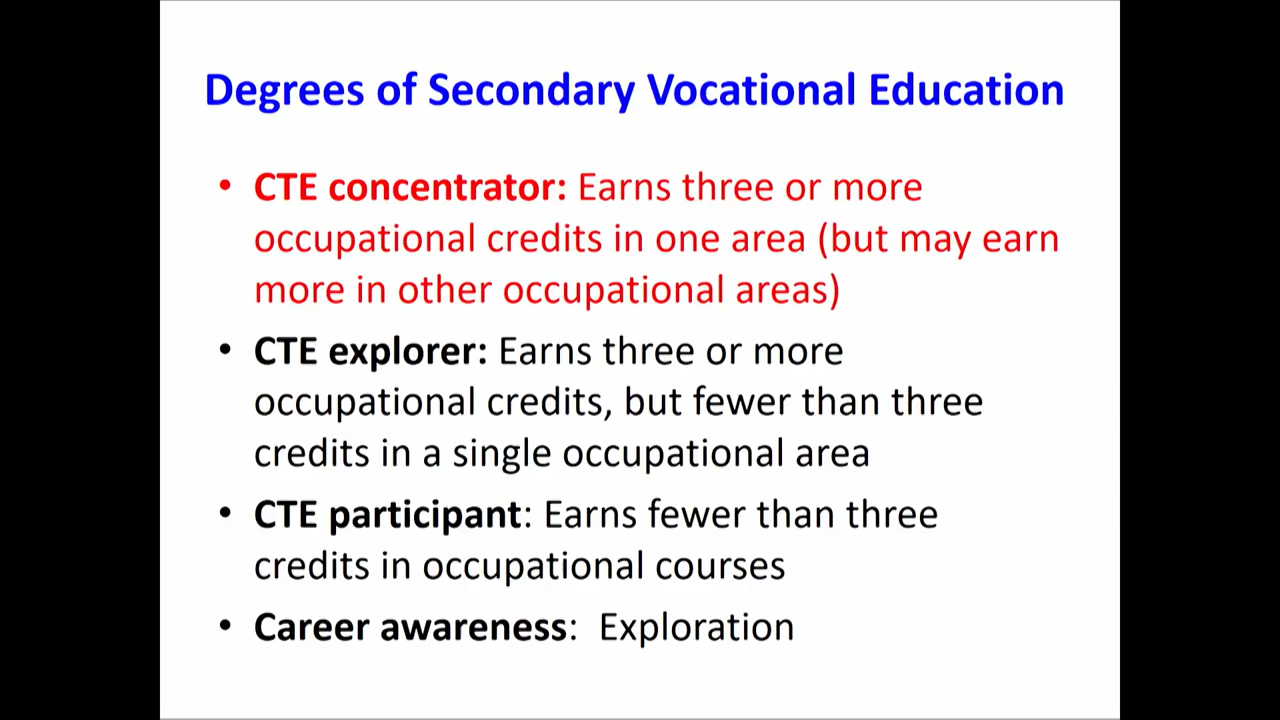 Degrees of Secondary Vocational Education
• CTE concentrator: Earns three or more
occupational credits in one area (but may earn
more in other occupational areas)
• CTE explorer: Earns three or more
occupational credits, but fewer than three
credits in a single occupational area
• CTE participant: Earns fewer than three
credits in occupational courses
• Career awareness:  Exploration